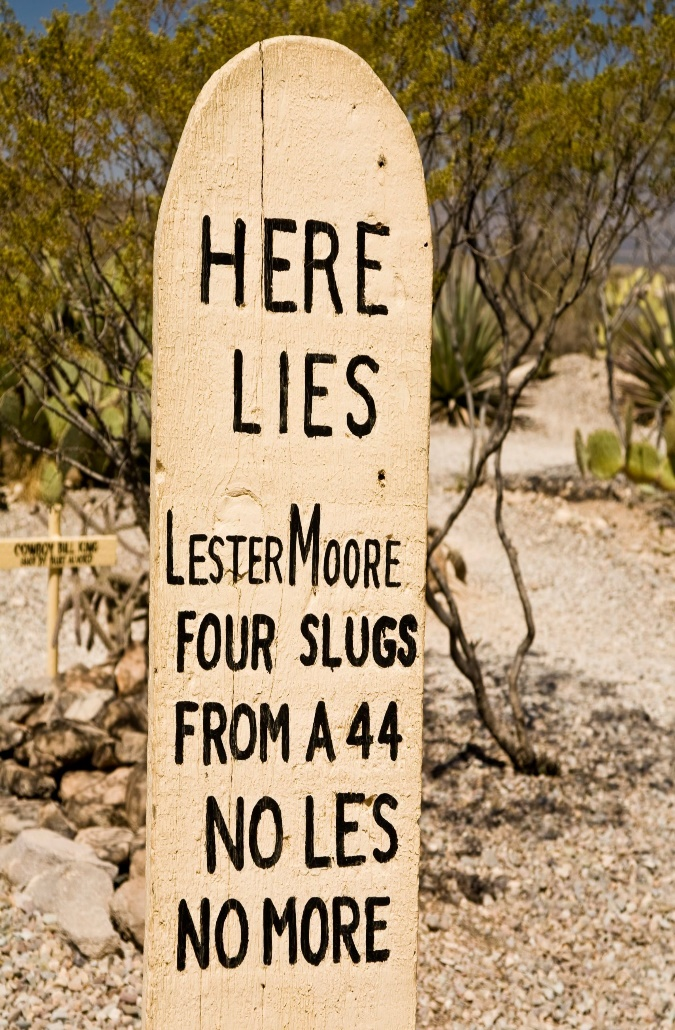 HERE
LIES
LESTER MOORE
FOUR SLUGS
FROM A 44
NO LES
NO MORE
COWBOY BILL KING